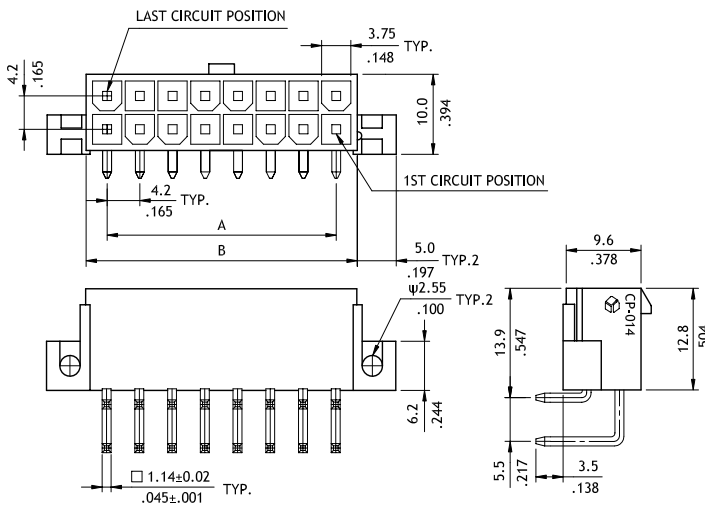 LAST CIRCUIT POSITION
3.75
.148
TYP.
4.2
.165
10.0
.394
1ST CIRCUIT POSITION
4.2
.165
TYP.
A
B
5.0
.197
TYP.2
ψ2.55
.100
TYP.2
9.6
.378
CP-014
13.9
.547
12.8
.504
6.2
.244
□ 1.14±0.02
.045±.001
TYP.
5.5
.217
3.5
.138